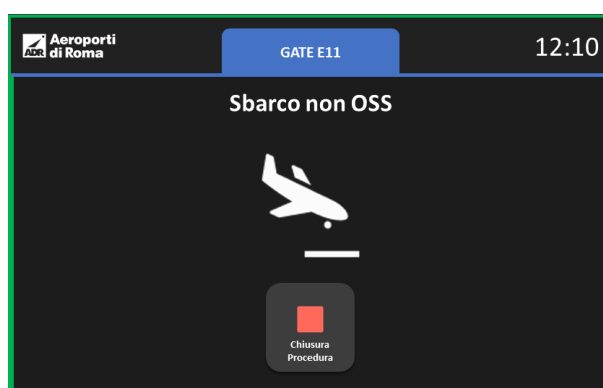 Aeroporti
ADR di Roma
GATE E11
12:10
Sbarco non OSS
Chiusura
Procedura